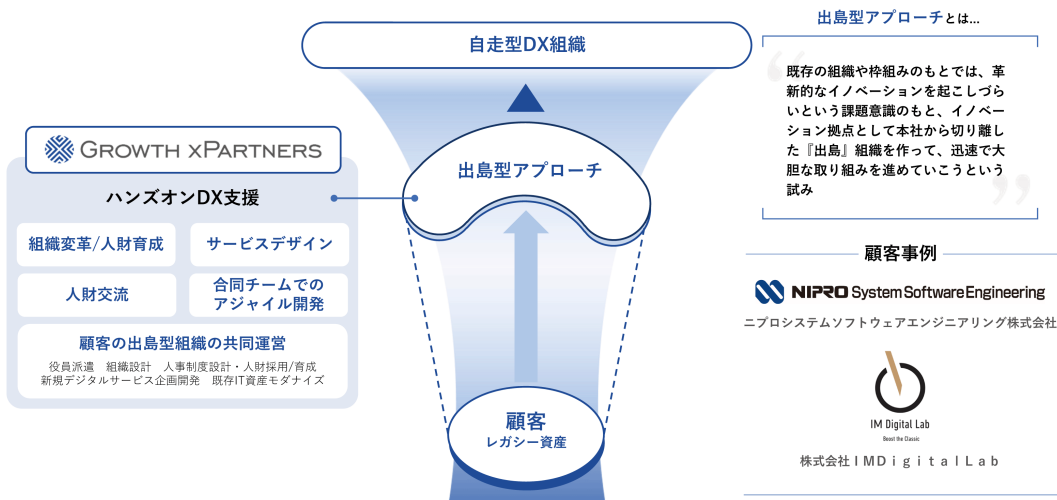 自走型DX組織
GROWTH XPARTNERS
ハンズオンDX支援
組織変革/人財育成
サービスデザイン
人財交流
合同チームでの
アジャイル開発
顧客の出島型組織の共同運営
役員派遣　組織設計　人事制度設計・人財採用/育成
新規デジタルサービス企画開発　既存IT資産モダナイズ
出島型アプローチ
顧客
レガシー資産
出島型アプローチとは...
“
既存の組織や枠組みのもとでは、革
新的なイノベーションを起こしづら
いという課題意識のもと、イノベー
ション拠点として本社から切り離し
た『出島』組織を作って、迅速で大
胆な取り組みを進めていこうという
試み
”
顧客事例
NIPRO System Software Engineering
ニプロシステムソフトウェアエンジニアリング株式会社
IM Digital Lab
Boost the Classic
株式会社ＩＭＤｉｇｉｔａｌＬａｂ